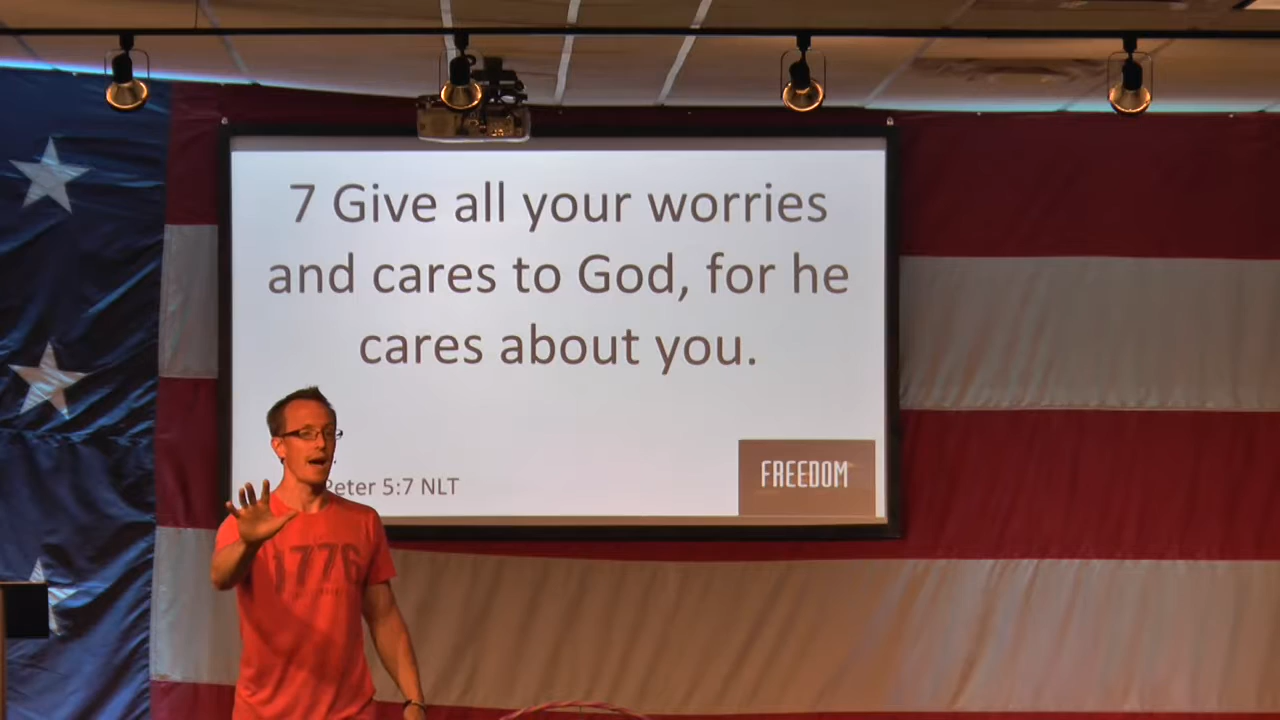 7 Give all your worries
and cares to God, for he
cares about you.
Peter 5:7 NLT
FREEDOM
1776